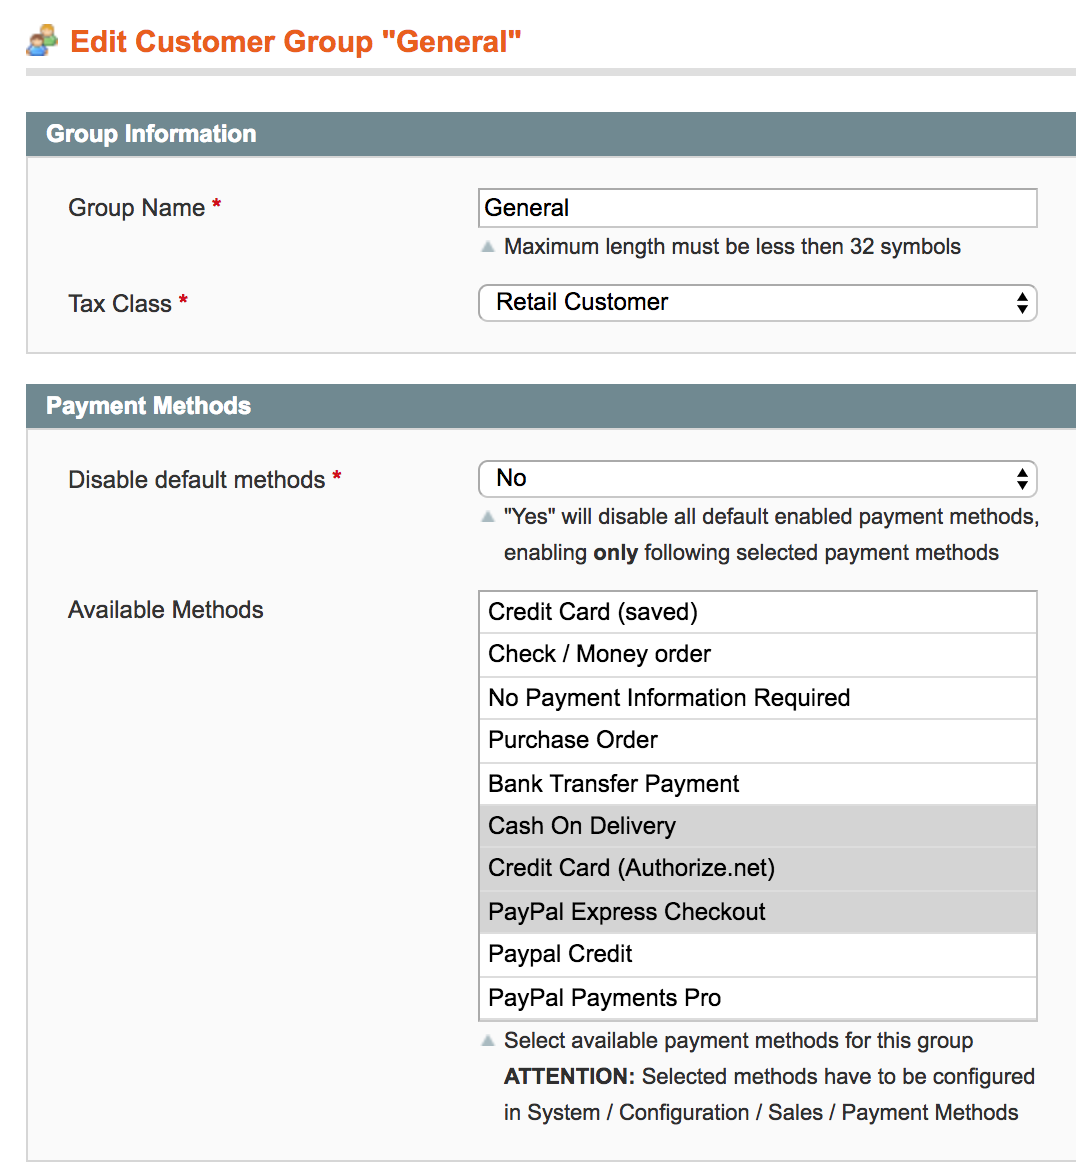 Edit Customer Group "General"
Group Information
Group Name *
General
Maximum length must be less then 32 symbols
Tax Class *
Retail Customer
Payment Methods
Disable default methods *
No
"Yes" will disable all default enabled payment methods,
enabling only following selected payment methods
Available Methods
Credit Card (saved)
Check / Money order
No Payment Information Required
Purchase Order
Bank Transfer Payment
Cash On Delivery
Credit Card (Authorize.net)
PayPal Express Checkout
Paypal Credit
PayPal Payments Pro
Select available payment methods for this group
ATTENTION: Selected methods have to be configured
in System / Configuration / Sales / Payment Methods